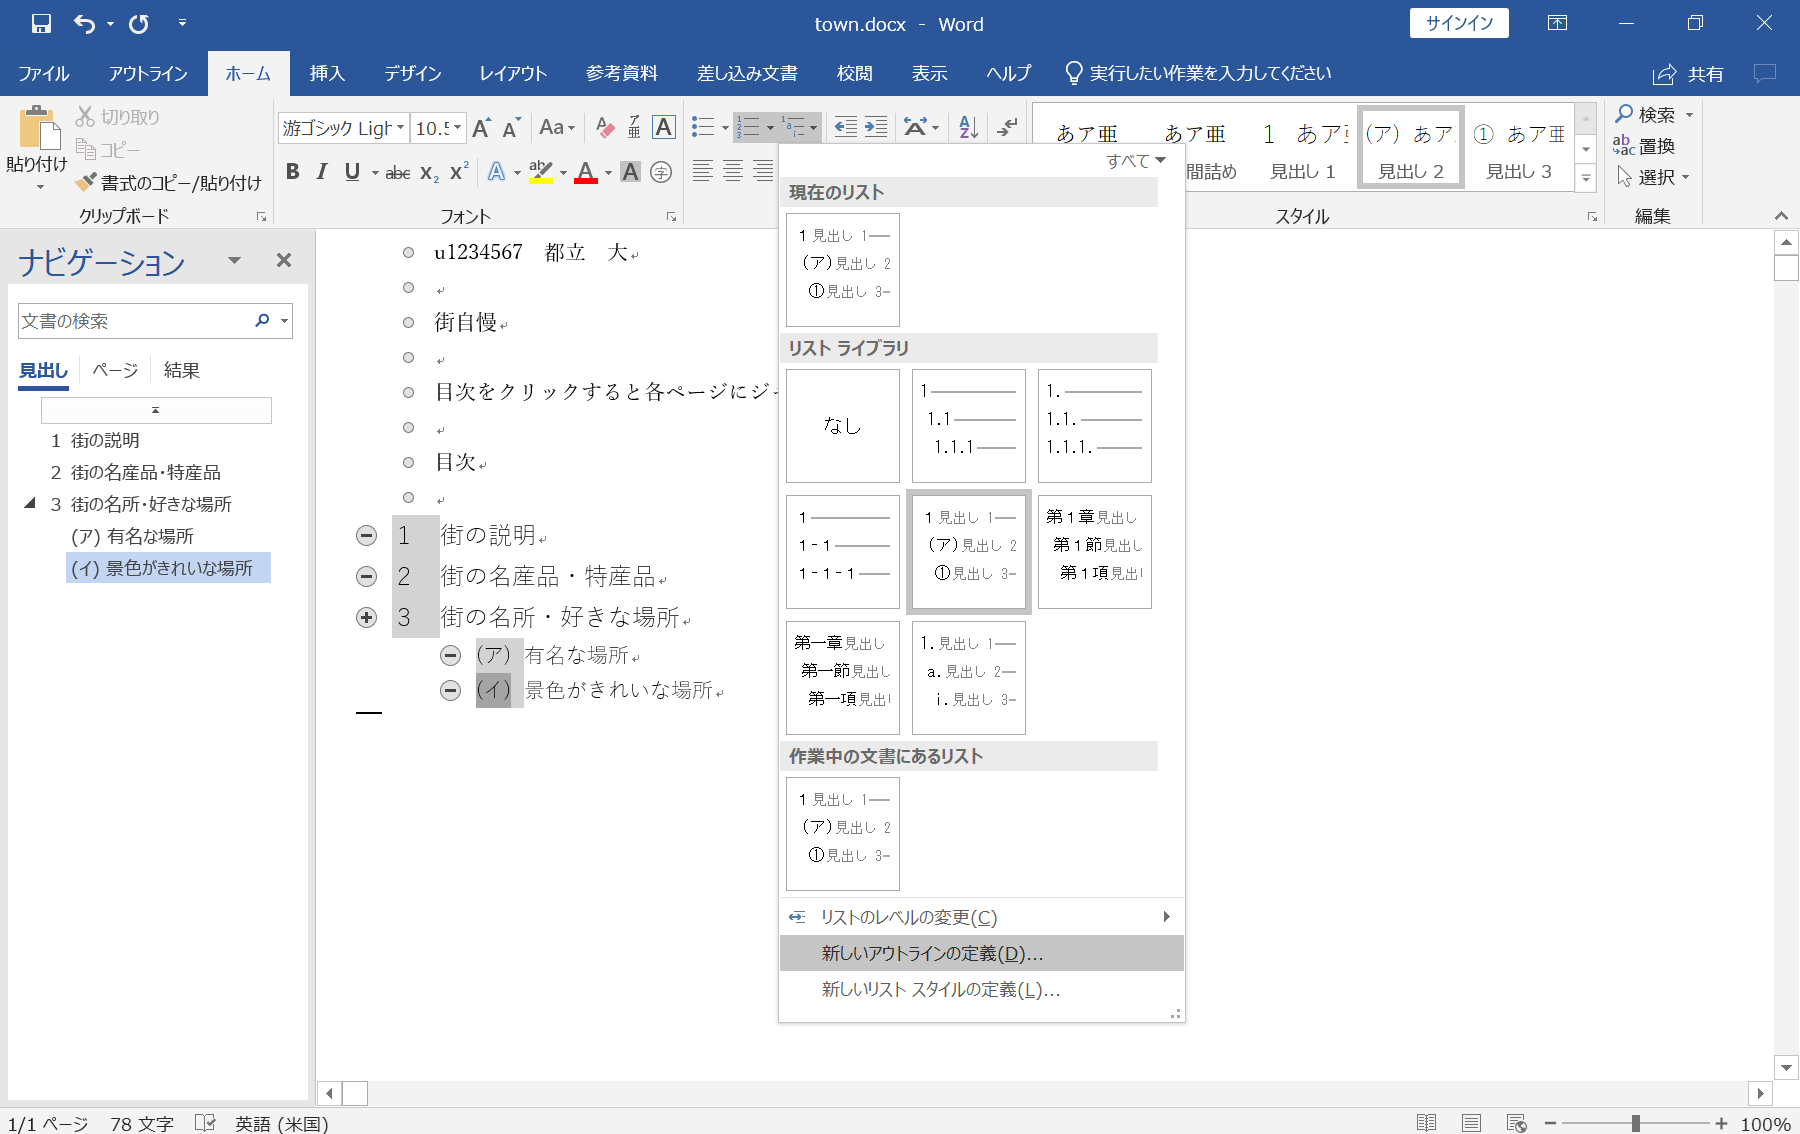 town.docx - Word
サインイン
ファイル アウトライン ホーム 挿入 デザイン レイアウト 参考資料 差し込み文書 校閲 表示 ヘルプ 実行したい作業を入力してください 共有
貼り付け
切り取り
コピー
書式のコピー/貼り付け
クリップボード
游ゴシック Ligh 10.5
A A Aa ア亜 A
B I U abc X₂ X² A ab A A 字
フォント
あア亜
あア亜
間詰め
1 あア亜
見出し 1
(ア) あア
見出し 2
① あア亜
見出し 3
スタイル
検索
置換
選択
編集
ナビゲーション
文書の検索
見出し ページ 結果
1 街の説明
2 街の名産品・特産品
3 街の名所・好きな場所
(ア) 有名な場所
(イ) 景色がきれいな場所
u1234567 都立 大
街自慢
目次をクリックすると各ページにジャ
目次
1 街の説明
2 街の名産品・特産品
3 街の名所・好きな場所
(ア) 有名な場所
(イ) 景色がきれいな場所
すべて
現在のリスト
1 見出し 1
(ア)見出し 2
①見出し 3
リスト ライブラリ
なし
1
1.1
1.1.1
1.
1.1.
1.1.1.
1
1-1
1-1-1
1 見出し 1
(ア)見出し 2
①見出し 3
第1章見出し
第1節見出し
第1項見出し
第一章見出し
第一節見出し
第一項見出し
1. 見出し 1
a. 見出し 2
i. 見出し 3
作業中の文書にあるリスト
1 見出し 1
(ア)見出し 2
①見出し 3
リストのレベルの変更(C)
新しいアウトラインの定義(D)...
新しいリスト スタイルの定義(L)...
1/1 ページ 78 文字 英語 (米国) 100%